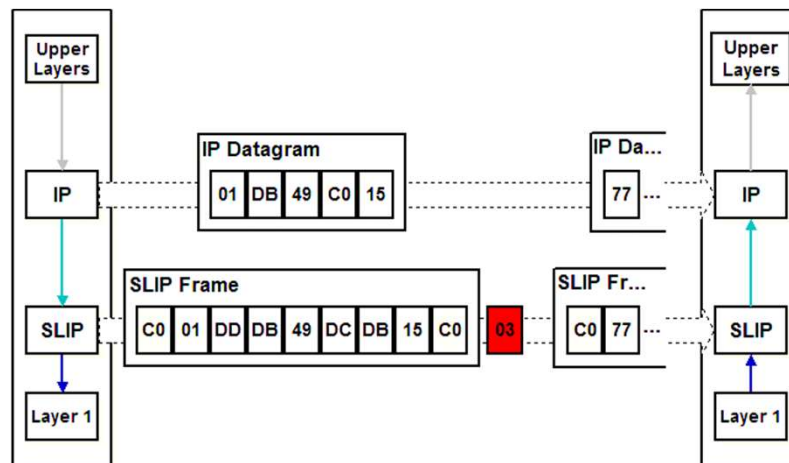 Upper
Layers
Upper
Layers
IP Datagram
IP Da...
IP
01 DB 49 C0 15
77 ...
IP
SLIP Frame
SLIP Fr...
SLIP
C0 01 DD DB 49 DC DB 15 C0
03
C0 77 ...
SLIP
Layer 1
Layer 1